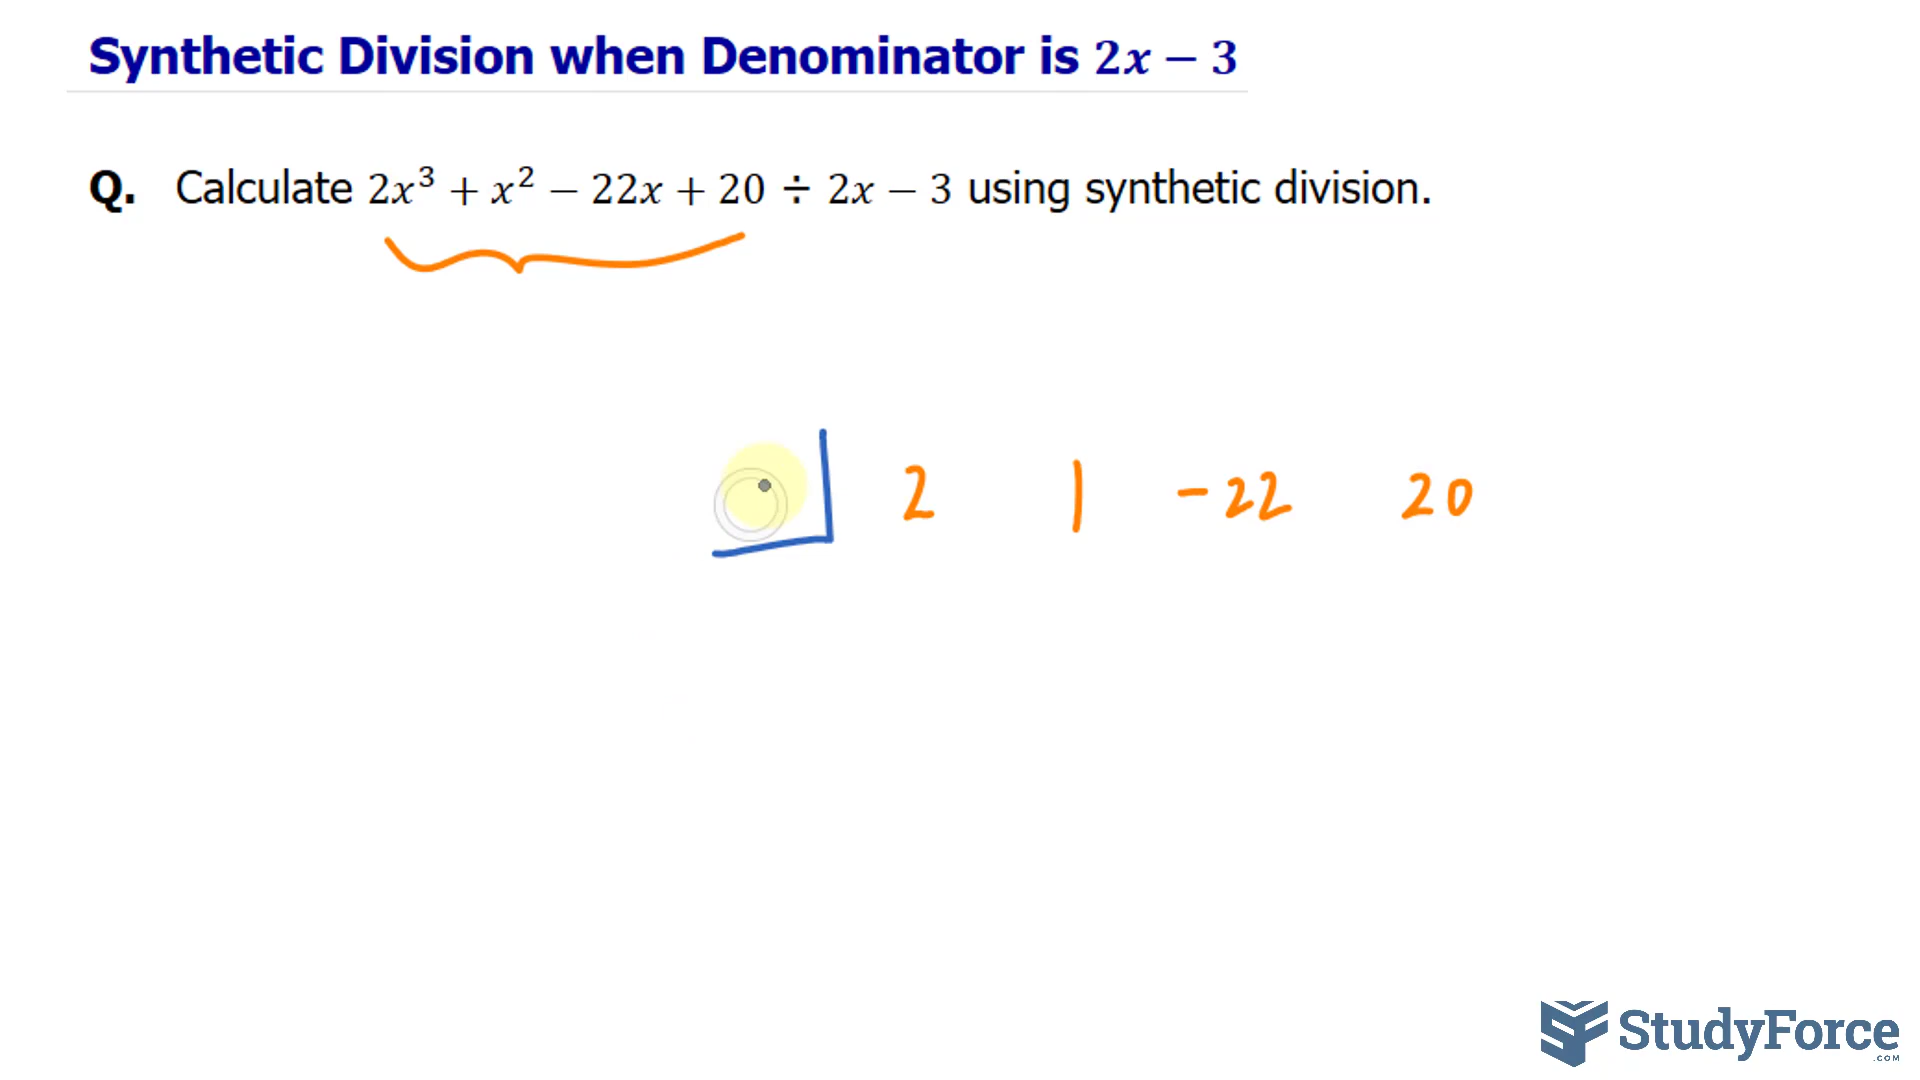 Synthetic Division when Denominator is 2x − 3
Q. Calculate 2x³ + x² − 22x + 20 ÷ 2x − 3 using synthetic division.
2 1 -22 20
StudyForce
.COM